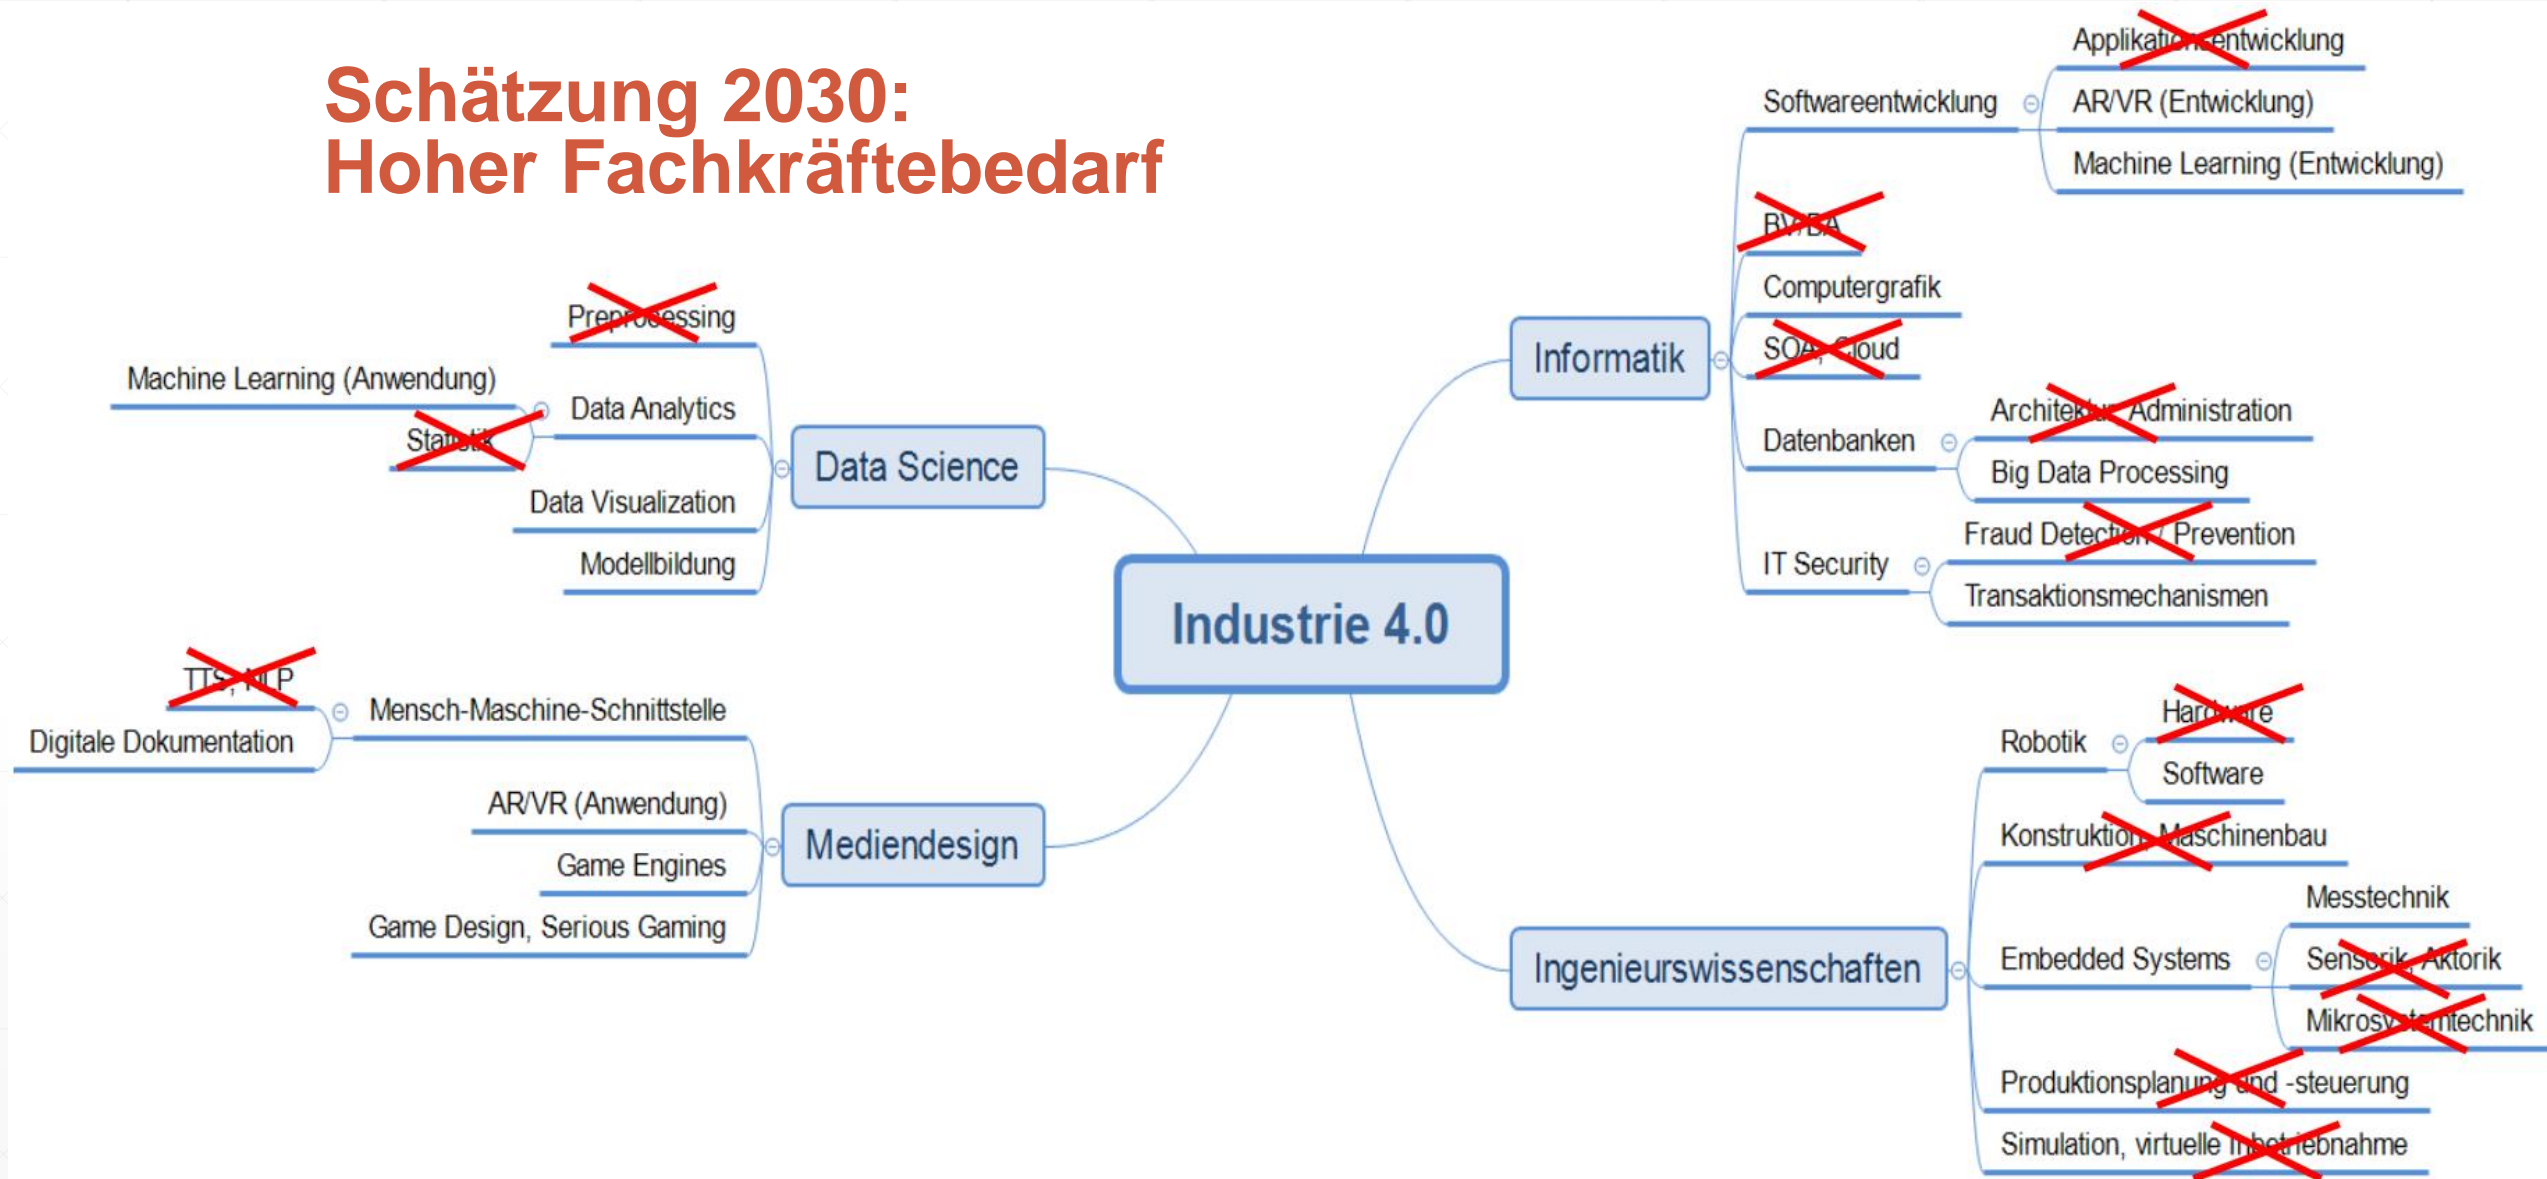 Schätzung 2030:
Hoher Fachkräftebedarf
Industrie 4.0
Data Science
Preprocessing
Data Analytics
Machine Learning (Anwendung)
Statistik
Data Visualization
Modellbildung
Mediendesign
Mensch-Maschine-Schnittstelle
TTS, NLP
Digitale Dokumentation
AR/VR (Anwendung)
Game Engines
Game Design, Serious Gaming
Informatik
Softwareentwicklung
Applikationsentwicklung
AR/VR (Entwicklung)
Machine Learning (Entwicklung)
BV/BA
Computergrafik
SOA, Cloud
Datenbanken
Architektur, Administration
Big Data Processing
IT Security
Fraud Detection / Prevention
Transaktionsmechanismen
Ingenieurswissenschaften
Robotik
Hardware
Software
Konstruktion, Maschinenbau
Embedded Systems
Messtechnik
Sensorik, Aktorik
Mikrosystemtechnik
Produktionsplanung und -steuerung
Simulation, virtuelle Inbetriebnahme